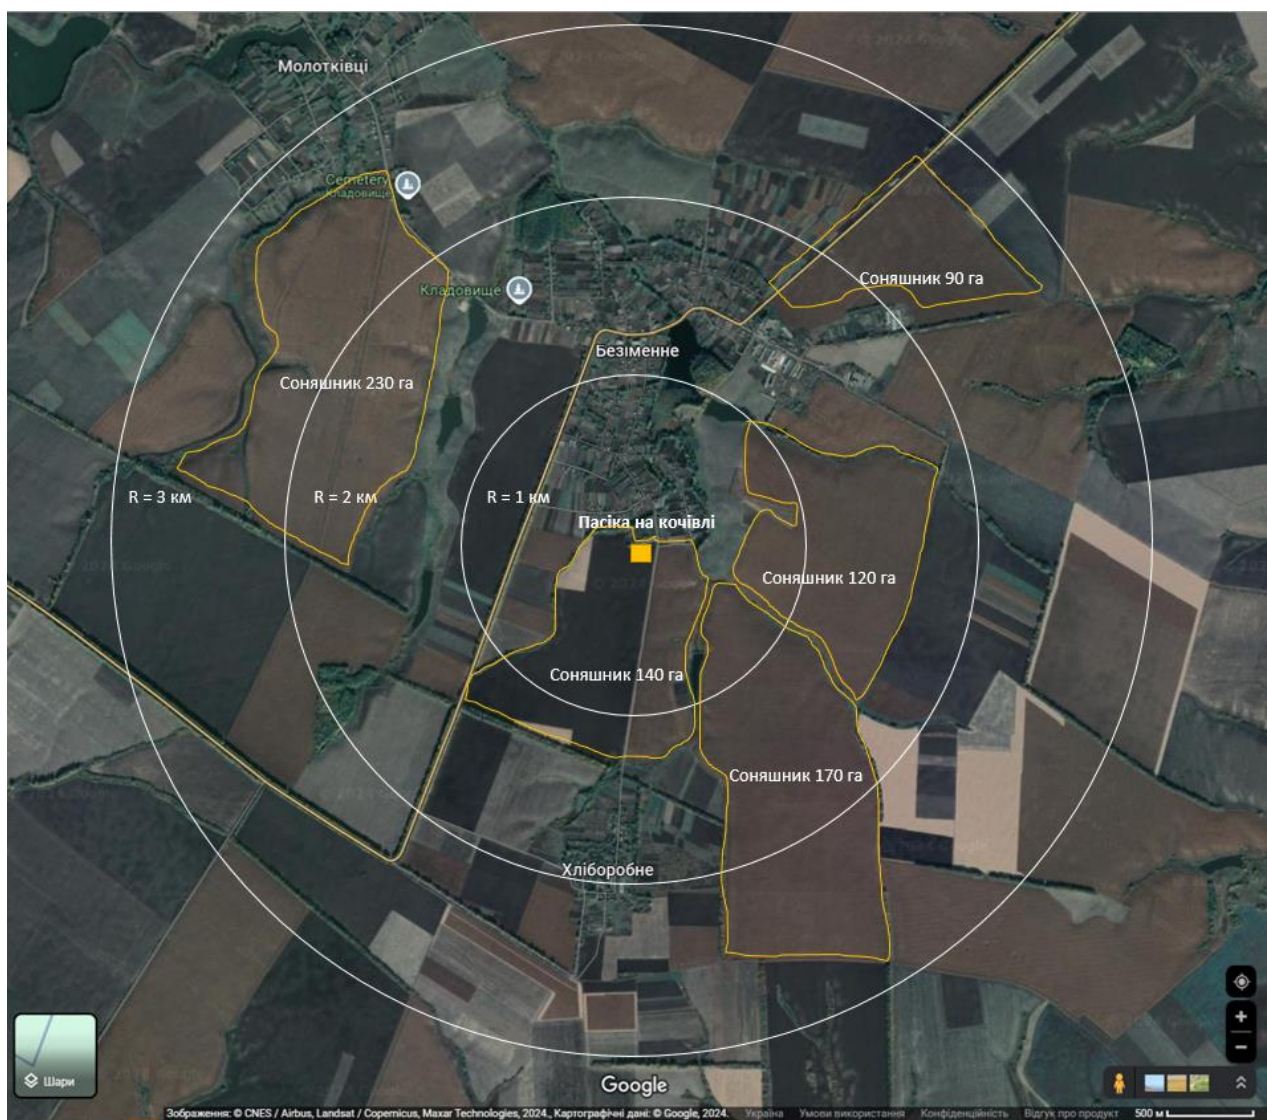 Молотківці
Cemetery
Кладовище
Соняшник 90 га
Кладовище
Безіменне
Соняшник 230 га
R = 3 км
R = 2 км
R = 1 км
Пасіка на кочівлі
Соняшник 120 га
Соняшник 140 га
Соняшник 170 га
Хліборобне
Шари
Google
Зображення: © CNES / Airbus, Landsat / Copernicus, Maxar Technologies, 2024., Картографічні дані: © Google, 2024.
Україна
Умови використання
Конфіденційність
Відгук про продукт
500 м